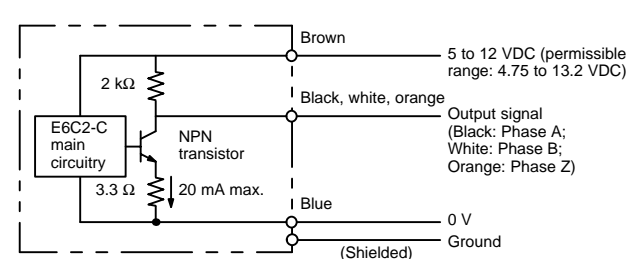 Brown
5 to 12 VDC (permissible
range: 4.75 to 13.2 VDC)
2 kΩ
Black, white, orange
Output signal
(Black: Phase A;
White: Phase B;
Orange: Phase Z)
E6C2-C
main
circuitry
NPN
transistor
3.3 Ω
20 mA max.
Blue
0 V
Ground
(Shielded)